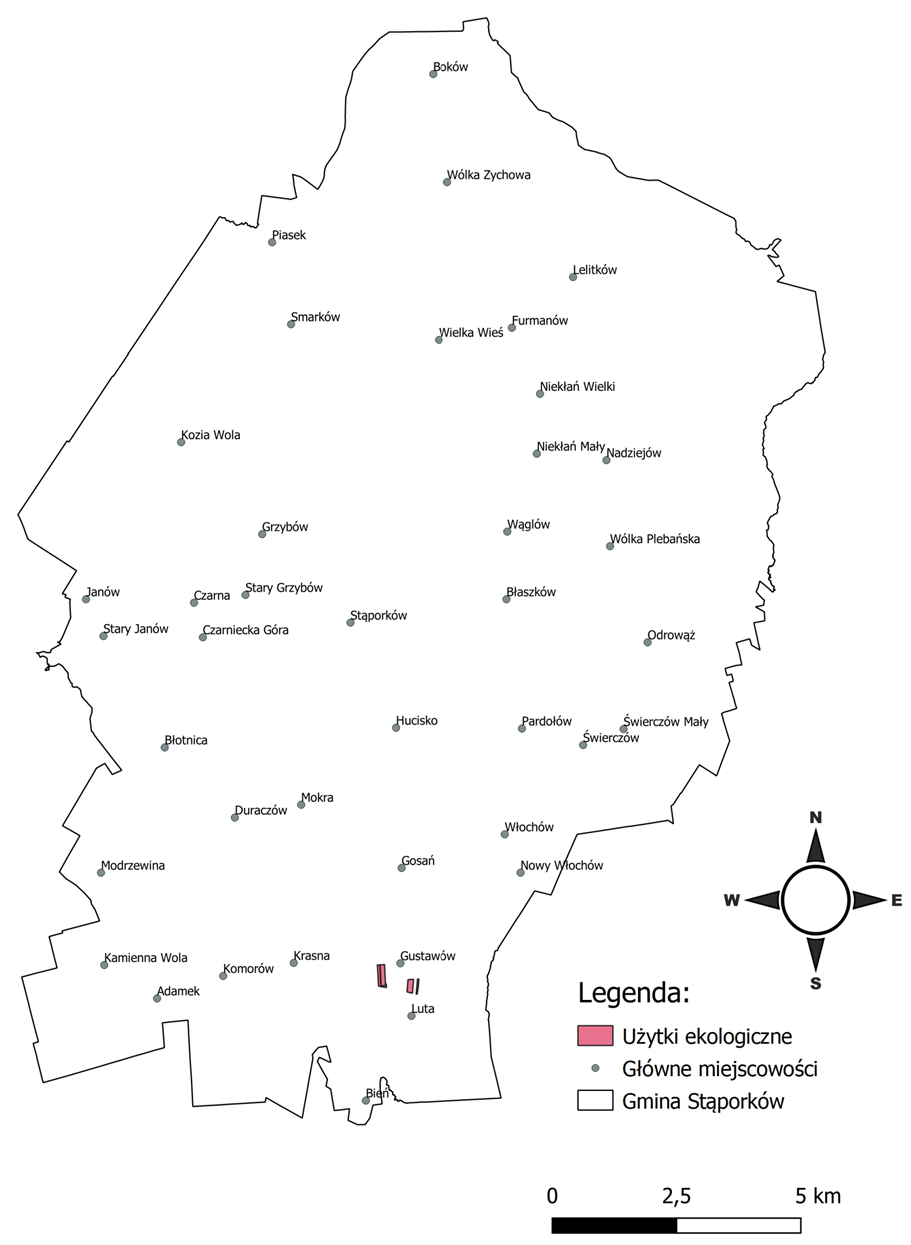 Boków
Wólka Zychowa
Piasek
Lelitków
Smarków
Furmanów
Wielka Wieś
Niekłań Wielki
Kozia Wola
Niekłań Mały
Nadziejów
Grzybów
Wąglów
Wólka Plebańska
Janów
Czarna
Stary Grzybów
Błaszków
Stąporków
Stary Janów
Czarniecka Góra
Odrowąż
Hucisko
Pardołów
Świerczów Mały
Świerczów
Błotnica
Mokra
Duraczów
Włochów
N
Modrzewina
Gosań
Nowy Włochów
W
E
Kamienna Wola
Krasna
Gustawów
Komorów
S
Adamek
Luta
Legenda:
Użytki ekologiczne
Główne miejscowości
Gmina Stąporków
Bień
0 2,5 5 km